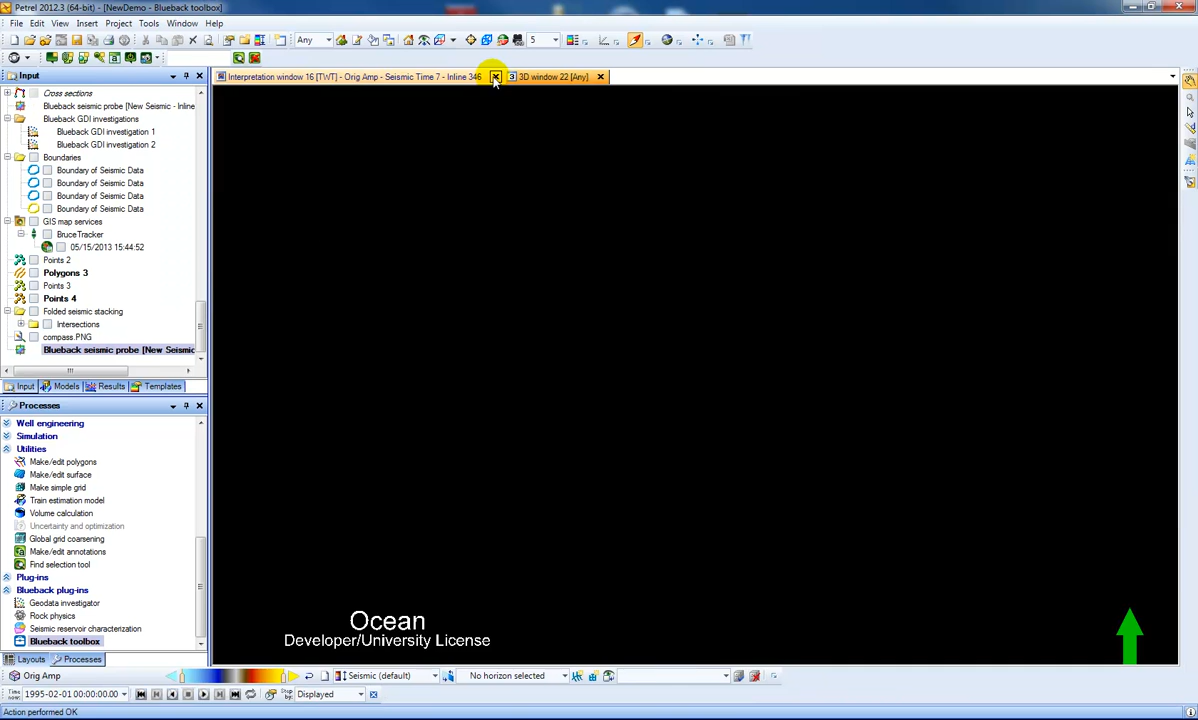 Petrel 2012.3 (64-bit) - [NewDemo - Blueback toolbox]
File Edit View Insert Project Tools Window Help
Any 5
Input
Interpretation window 16 [TWT] - Orig Amp - Seismic Time 7 - Inline 346
3 3D window 22 [Any]
Cross sections
Blueback seismic probe [New Seismic - Inline
Blueback GDI investigations
Blueback GDI investigation 1
Blueback GDI investigation 2
Boundaries
Boundary of Seismic Data
Boundary of Seismic Data
Boundary of Seismic Data
Boundary of Seismic Data
GIS map services
BruceTracker
05/15/2013 15:44:52
Points 2
Polygons 3
Points 3
Points 4
Folded seismic stacking
Intersections
compass.PNG
Blueback seismic probe [New Seismic
Input Models Results Templates
Processes
Well engineering
Simulation
Utilities
Make/edit polygons
Make/edit surface
Make simple grid
Train estimation model
Volume calculation
Uncertainty and optimization
Global grid coarsening
Make/edit annotations
Find selection tool
Plug-ins
Blueback plug-ins
Geodata investigator
Rock physics
Seismic reservoir characterization
Blueback toolbox
Layouts Processes
Ocean
Developer/University License
Orig Amp Seismic (default) No horizon selected
Time now: 1995-02-01 00:00:00.00 Step by: Displayed
Action performed OK